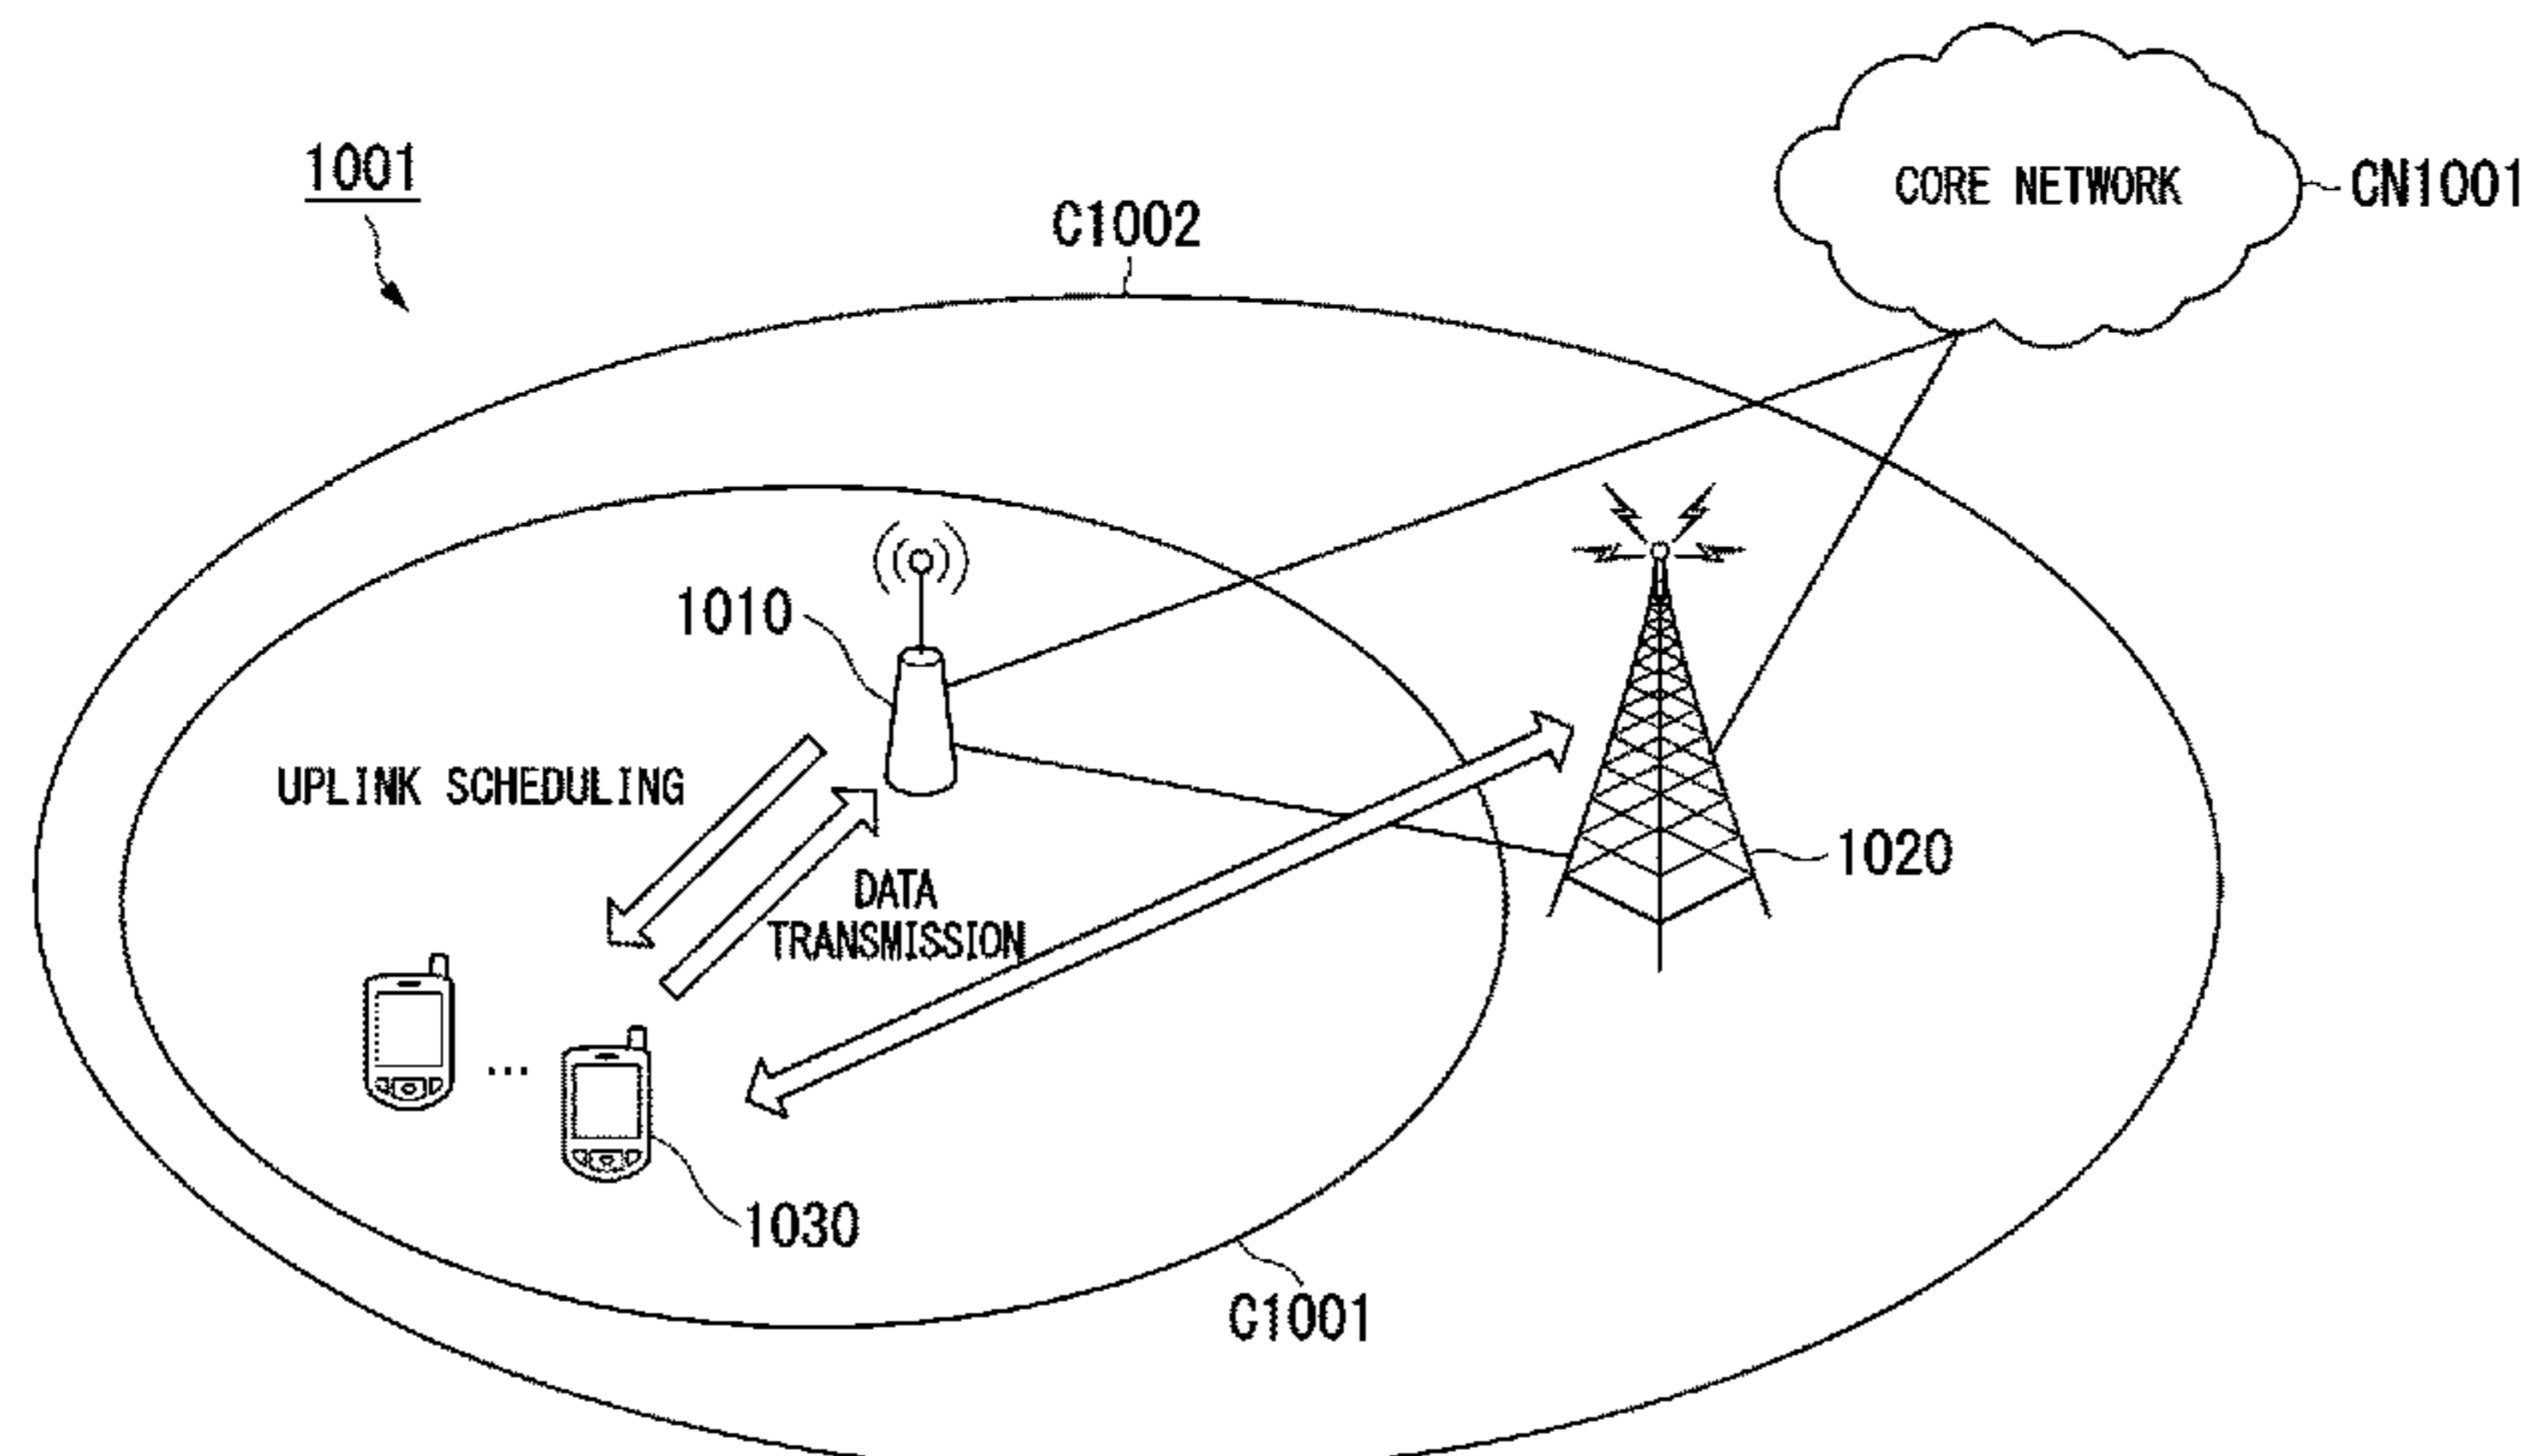 1001
C1002
CORE NETWORK
CN1001
1010
UPLINK SCHEDULING
DATA
TRANSMISSION
1020
...
1030
C1001